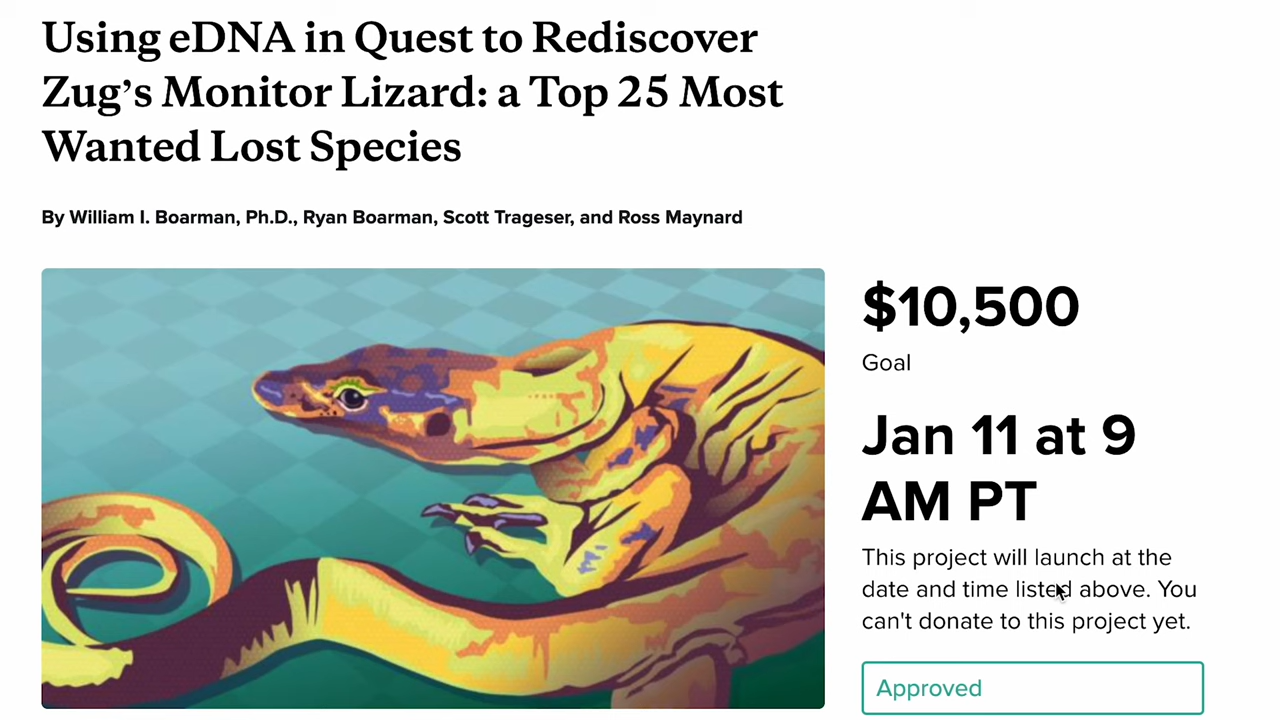 Using eDNA in Quest to Rediscover
Zug’s Monitor Lizard: a Top 25 Most
Wanted Lost Species
By William I. Boarman, Ph.D., Ryan Boarman, Scott Trageser, and Ross Maynard
$10,500
Goal
Jan 11 at 9
AM PT
This project will launch at the
date and time listed above. You
can't donate to this project yet.
Approved